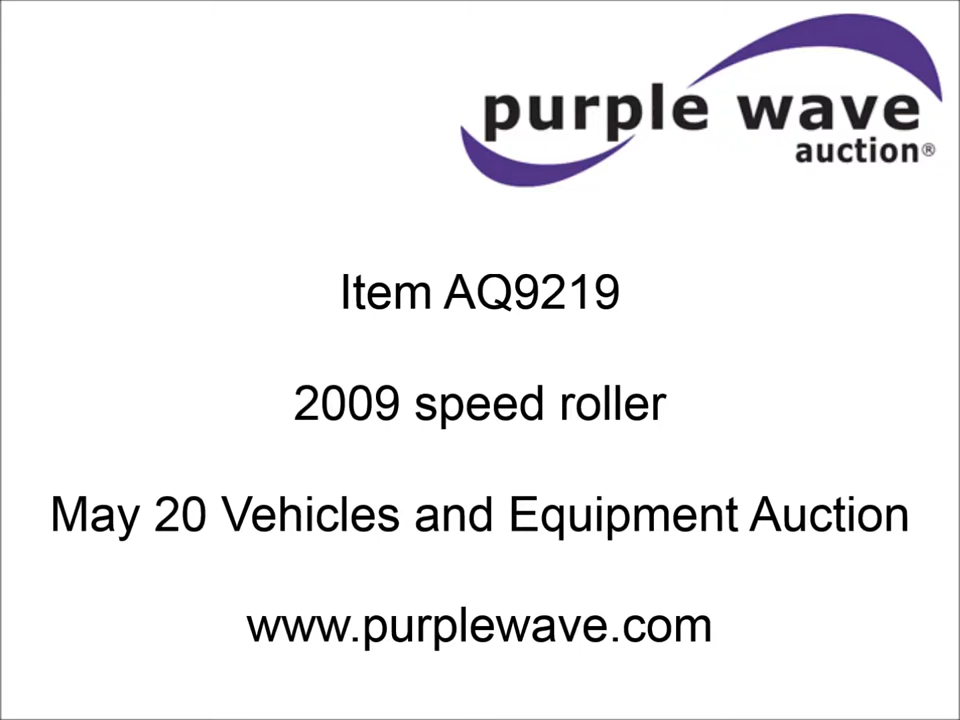 purple wave
auction®
Item AQ9219
2009 speed roller
May 20 Vehicles and Equipment Auction
www.purplewave.com